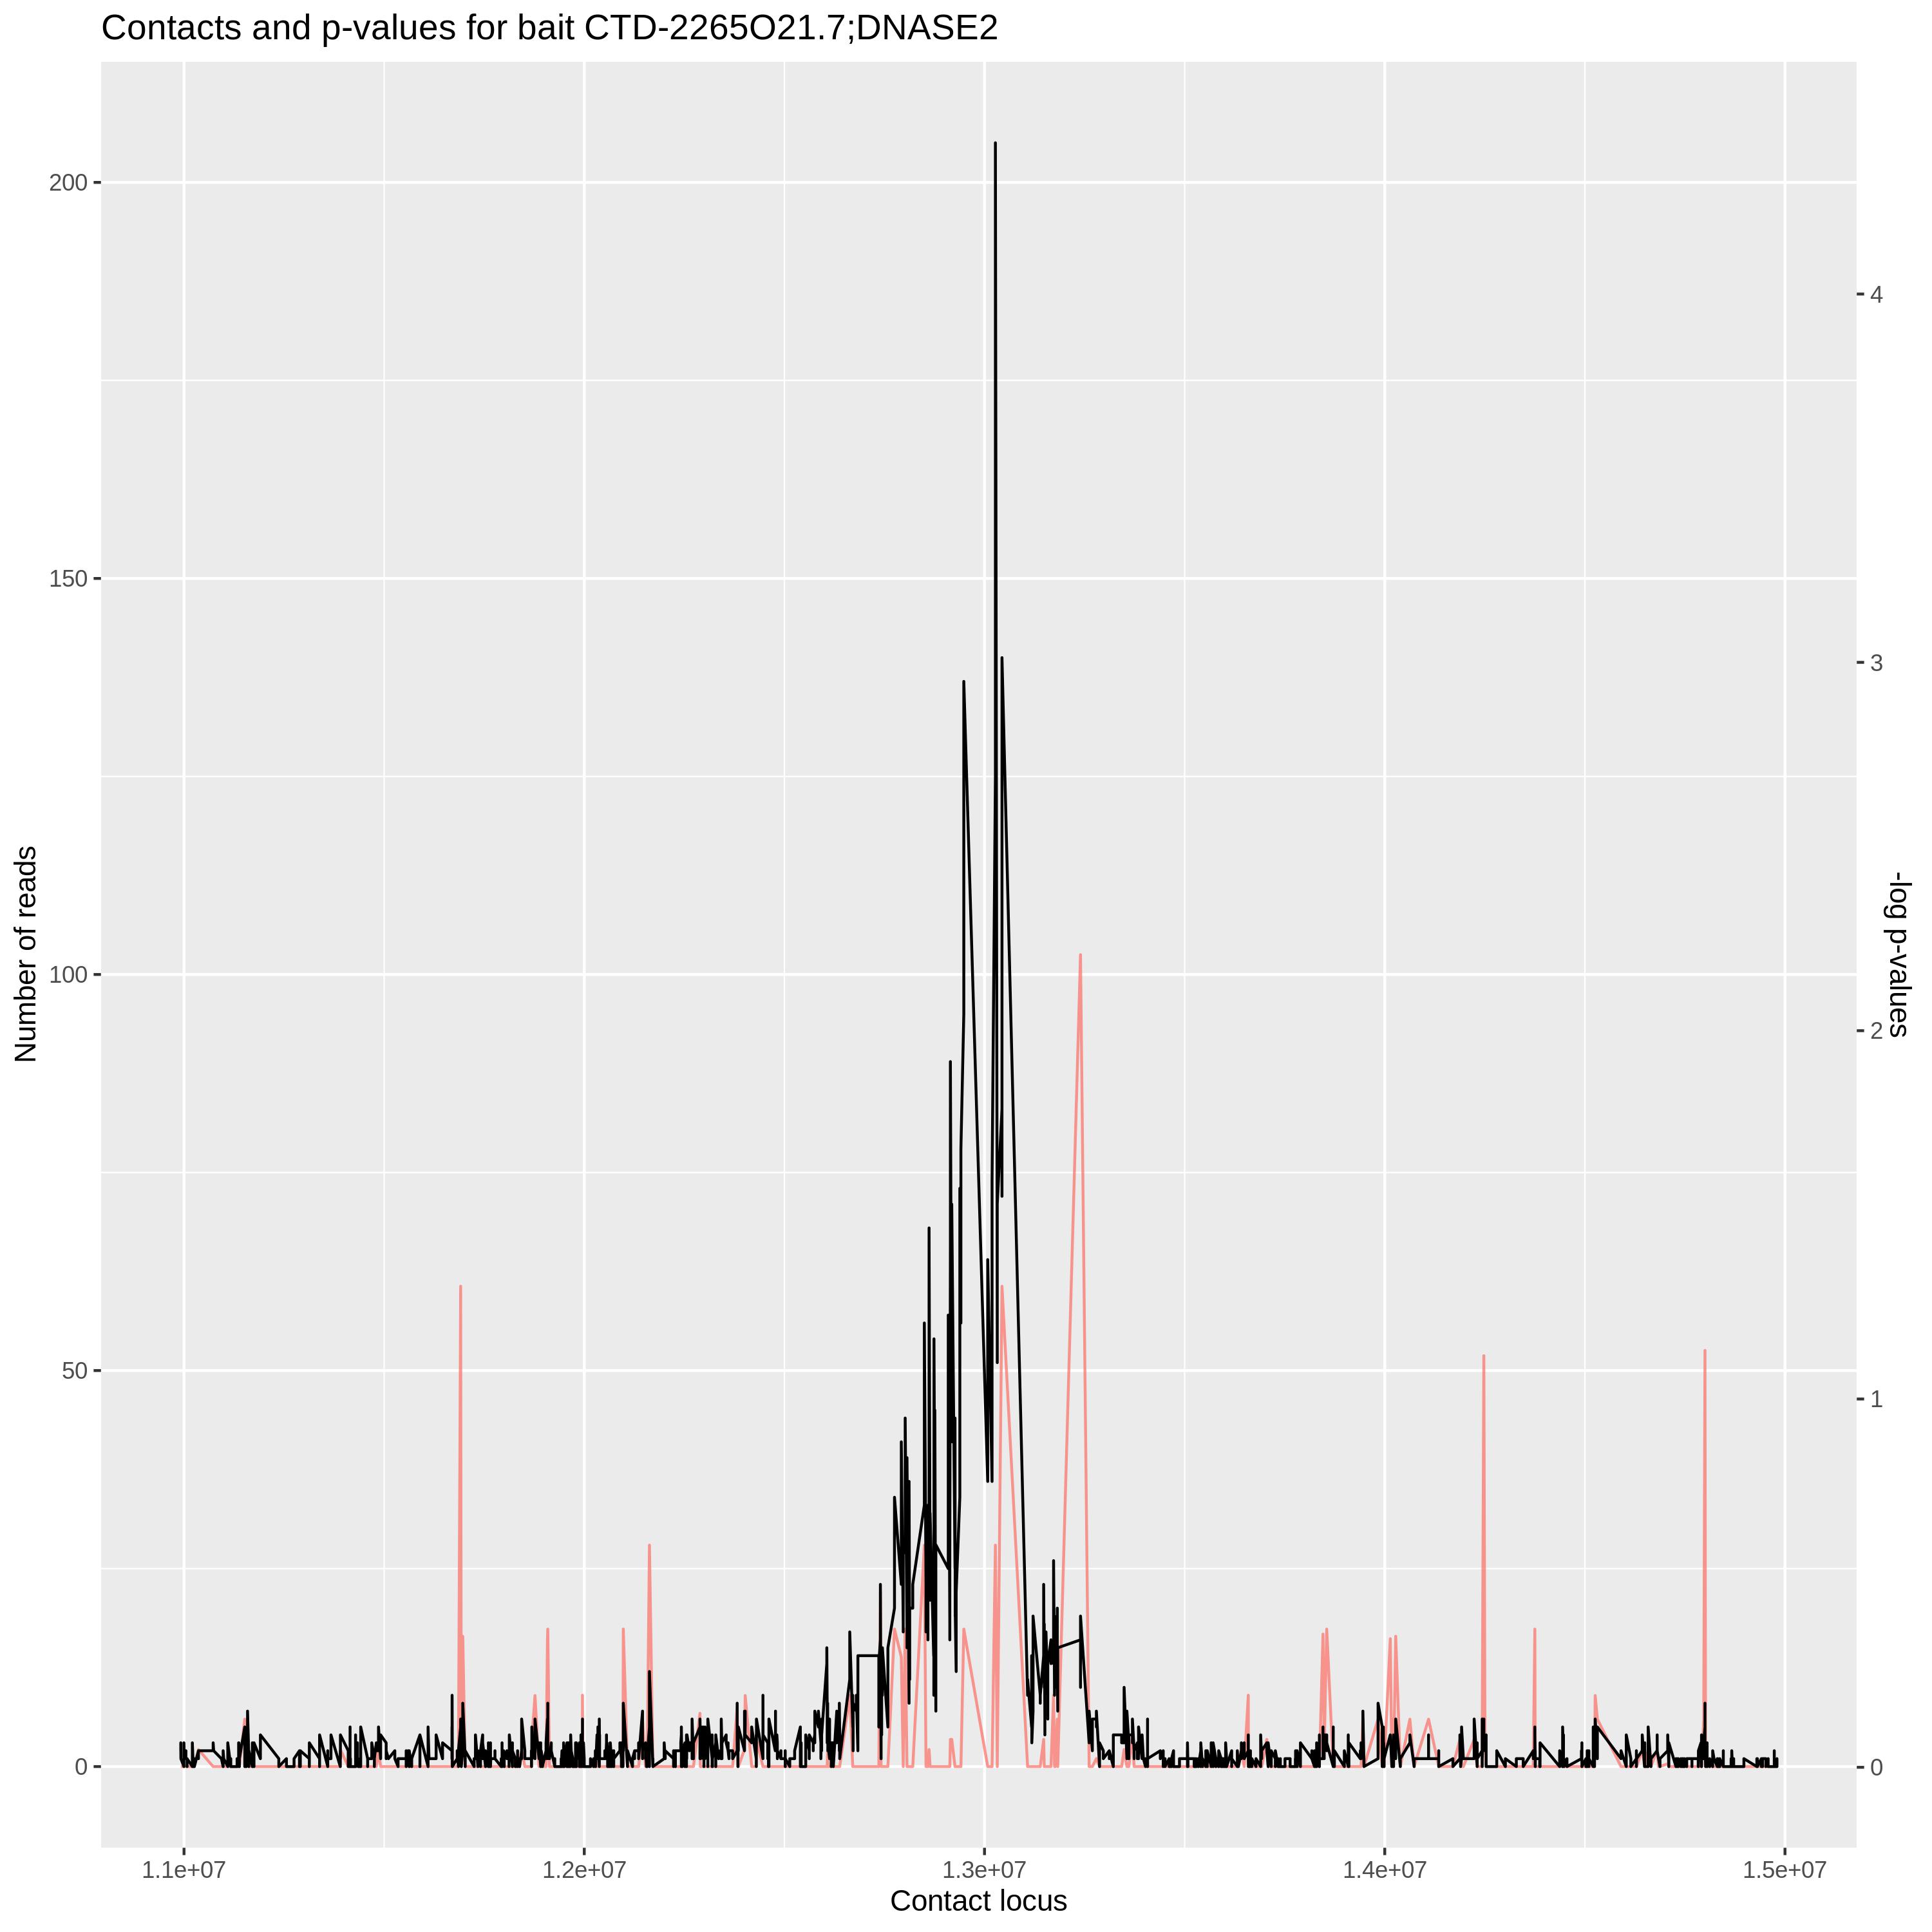 Contacts and p-values for bait CTD-2265O21.7;DNASE2
200
150
100
50
0
Number of reads
4
3
2
1
0
-log p-values
1.1e+07
1.2e+07
1.3e+07
1.4e+07
1.5e+07
Contact locus